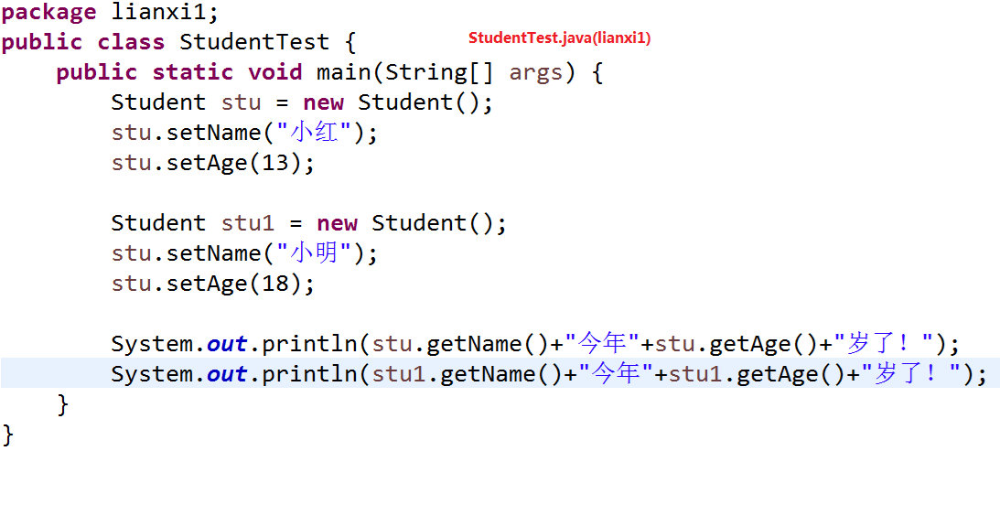 package lianxi1;
public class StudentTest {
StudentTest.java(lianxi1)
public static void main(String[] args) {
Student stu = new Student();
stu.setName("小红");
stu.setAge(13);
Student stu1 = new Student();
stu.setName("小明");
stu.setAge(18);
System.out.println(stu.getName()+"今年"+stu.getAge()+"岁了！");
System.out.println(stu1.getName()+"今年"+stu1.getAge()+"岁了！");
}
}